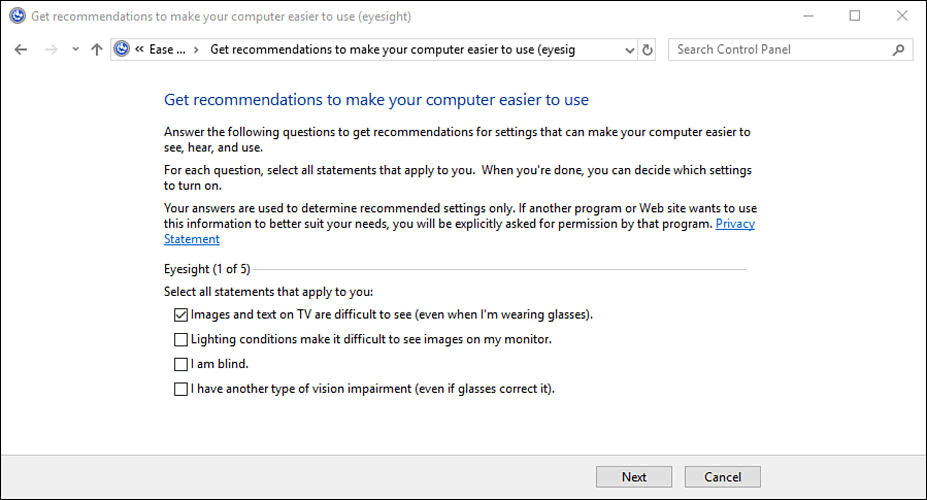 Get recommendations to make your computer easier to use (eyesight)
« Ease ... > Get recommendations to make your computer easier to use (eyesig
Search Control Panel
Get recommendations to make your computer easier to use
Answer the following questions to get recommendations for settings that can make your computer easier to
see, hear, and use.
For each question, select all statements that apply to you.  When you're done, you can decide which settings
to turn on.
Your answers are used to determine recommended settings only. If another program or Web site wants to use
this information to better suit your needs, you will be explicitly asked for permission by that program. Privacy
Statement
Eyesight (1 of 5)
Select all statements that apply to you:
Images and text on TV are difficult to see (even when I'm wearing glasses).
Lighting conditions make it difficult to see images on my monitor.
I am blind.
I have another type of vision impairment (even if glasses correct it).
Next Cancel